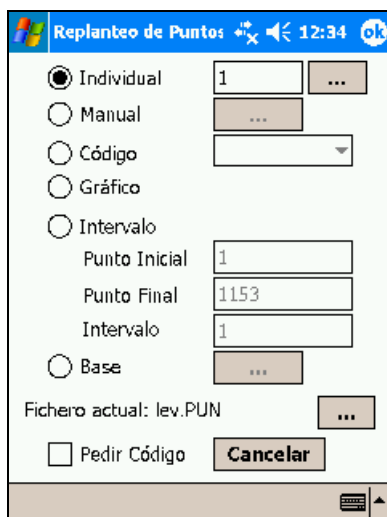 Replanteo de Puntos 12:34 ok
Individual 1 ...
Manual ...
Código
Gráfico
Intervalo
Punto Inicial 1
Punto Final 1153
Intervalo 1
Base ...
Fichero actual: lev.PUN ...
Pedir Código Cancelar